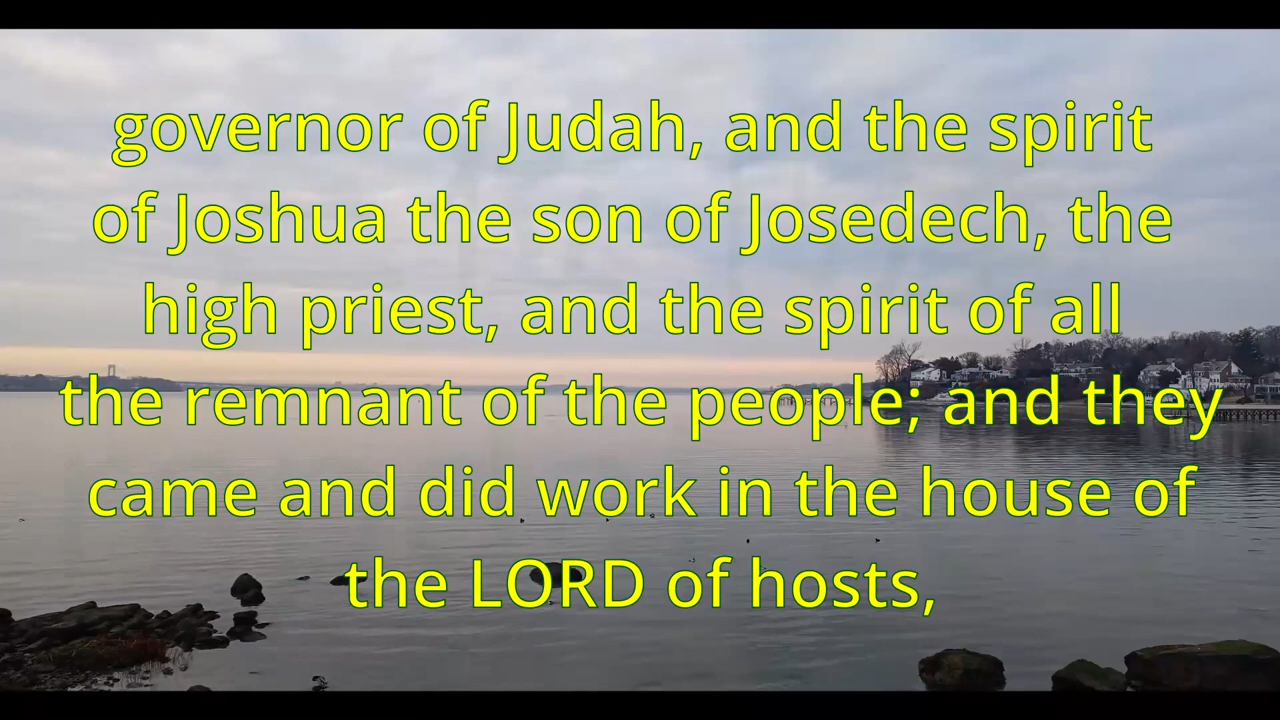 governor of Judah, and the spirit
of Joshua the son of Josedech, the
high priest, and the spirit of all
the remnant of the people; and they
came and did work in the house of
the LORD of hosts,